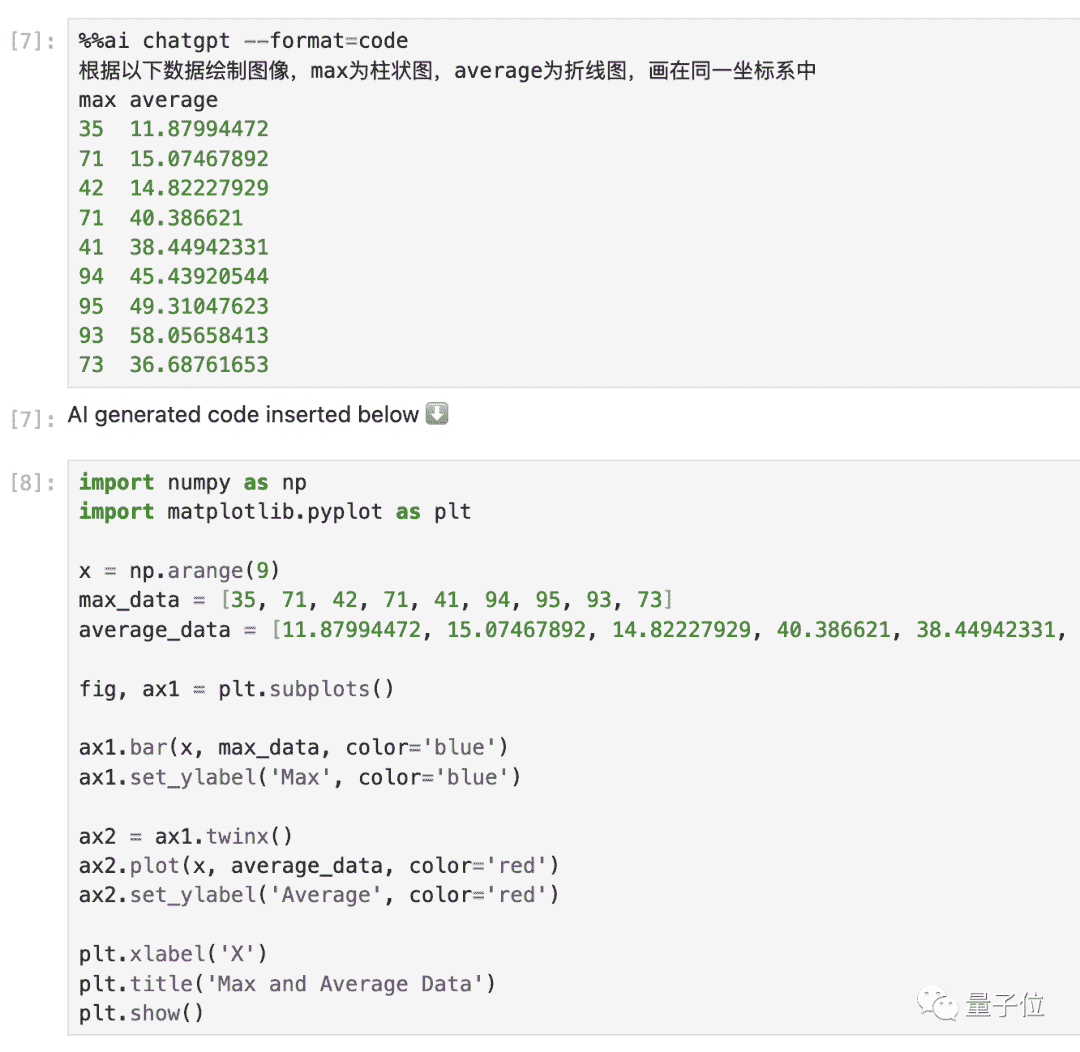 [7]: %%ai chatgpt --format=code
根据以下数据绘制图像，max为柱状图，average为折线图，画在同一坐标系中
max average
35  11.87994472
71  15.07467892
42  14.82227929
71  40.386621
41  38.44942331
94  45.43920544
95  49.31047623
93  58.05658413
73  36.68761653
[7]: AI generated code inserted below ⬇️
[8]: import numpy as np
import matplotlib.pyplot as plt
x = np.arange(9)
max_data = [35, 71, 42, 71, 41, 94, 95, 93, 73]
average_data = [11.87994472, 15.07467892, 14.82227929, 40.386621, 38.44942331,
fig, ax1 = plt.subplots()
ax1.bar(x, max_data, color='blue')
ax1.set_ylabel('Max', color='blue')
ax2 = ax1.twinx()
ax2.plot(x, average_data, color='red')
ax2.set_ylabel('Average', color='red')
plt.xlabel('X')
plt.title('Max and Average Data')
plt.show()
量子位